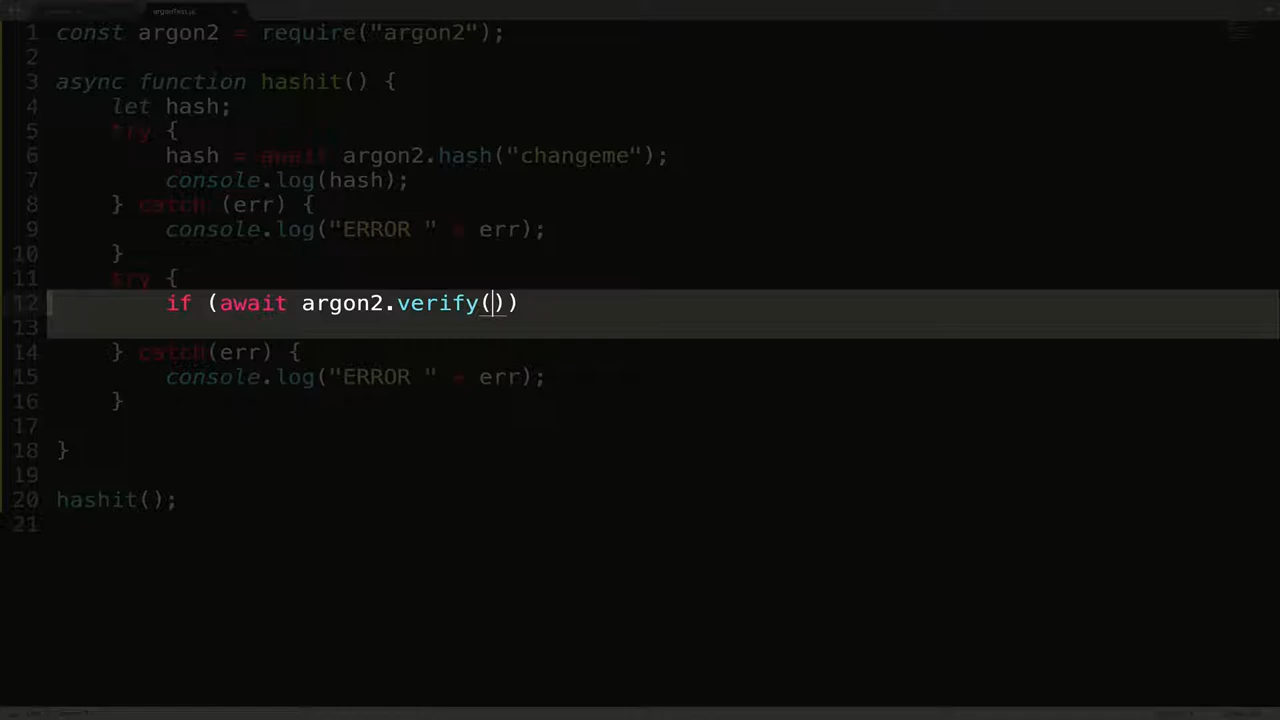 argonTwo.js
1 const argon2 = require("argon2");
2
3 async function hashit() {
4 let hash;
5 try {
6 hash = await argon2.hash("changeme");
7 console.log(hash);
8 } catch (err) {
9 console.log("ERROR " + err);
10 }
11 try {
12 if (await argon2.verify())
13
14 } catch(err) {
15 console.log("ERROR " + err);
16 }
17
18 }
19
20 hashit();
21